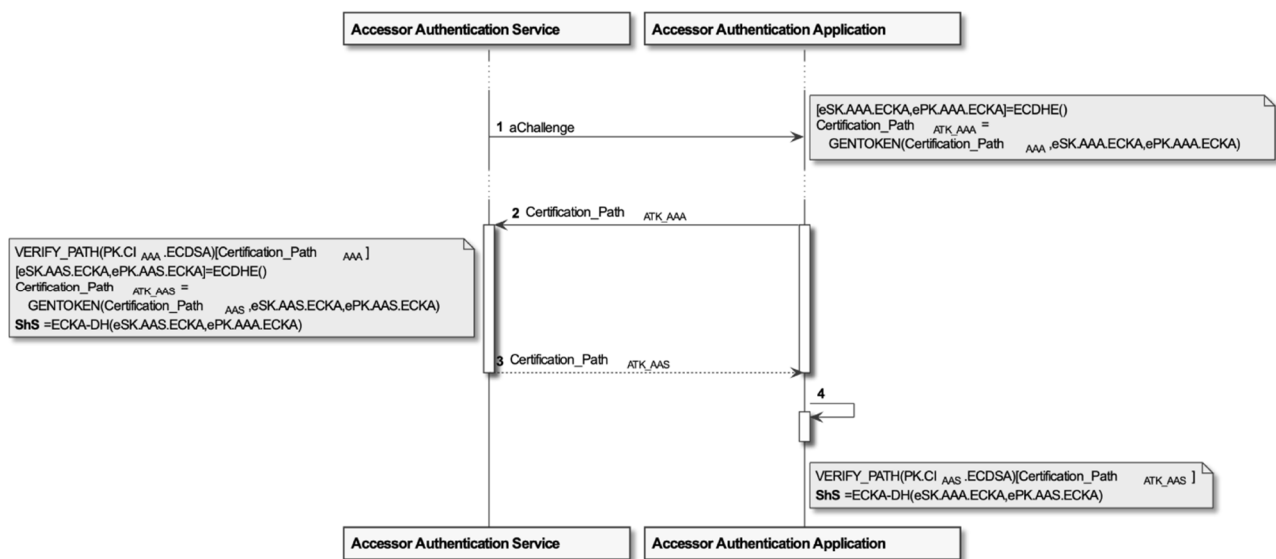 Accessor Authentication Service
Accessor Authentication Application
[eSK.AAA.ECKA,ePK.AAA.ECKA]=ECDHE()
Certification_Path ATK_AAA =
GENTOKEN(Certification_Path AAA ,eSK.AAA.ECKA,ePK.AAA.ECKA)
1 aChallenge
2 Certification_Path ATK_AAA
VERIFY_PATH(PK.CI AAA .ECDSA)[Certification_Path AAA ]
[eSK.AAS.ECKA,ePK.AAS.ECKA]=ECDHE()
Certification_Path ATK_AAS =
GENTOKEN(Certification_Path AAS ,eSK.AAS.ECKA,ePK.AAS.ECKA)
ShS =ECKA-DH(eSK.AAS.ECKA,ePK.AAA.ECKA)
3 Certification_Path ATK_AAS
4
VERIFY_PATH(PK.CI AAS .ECDSA)[Certification_Path ATK_AAS ]
ShS =ECKA-DH(eSK.AAA.ECKA,ePK.AAS.ECKA)
Accessor Authentication Service
Accessor Authentication Application